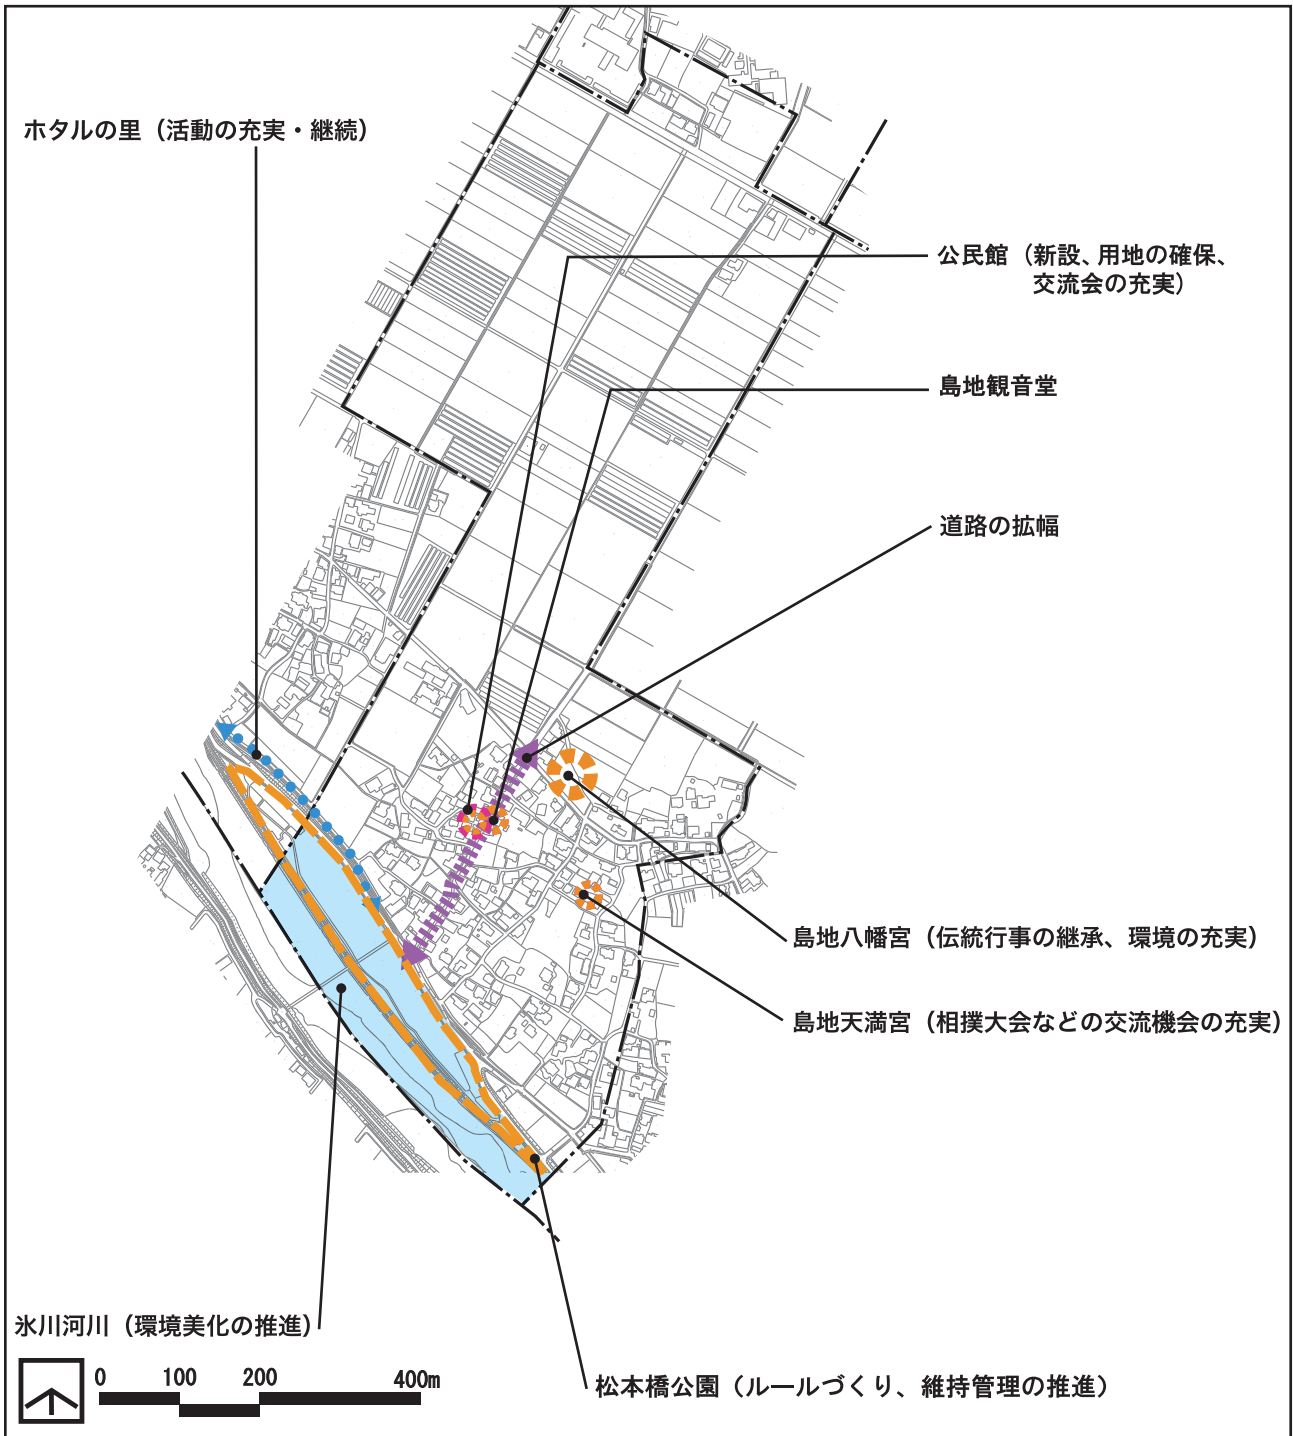 ホタルの里（活動の充実・継続）
公民館（新設、用地の確保、
交流会の充実）
島地観音堂
道路の拡幅
島地八幡宮（伝統行事の継承、環境の充実）
島地天満宮（相撲大会などの交流機会の充実）
氷川河川（環境美化の推進）
0 100 200 400m
松本橋公園（ルールづくり、維持管理の推進）